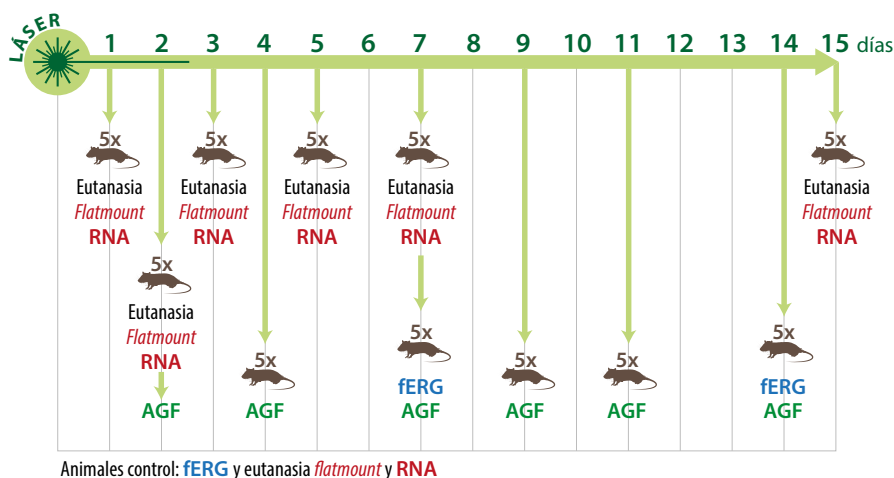 LÁSER
1 2 3 4 5 6 7 8 9 10 11 12 13 14 15 días
5x 5x 5x 5x 5x
Eutanasia Eutanasia Eutanasia Eutanasia Eutanasia
Flatmount Flatmount Flatmount Flatmount Flatmount
RNA RNA RNA RNA RNA
5x
Eutanasia
Flatmount
RNA
AGF
5x
AGF
5x
fERG
AGF
5x
AGF
5x
AGF
5x
fERG
AGF
Animales control: fERG y eutanasia flatmount y RNA